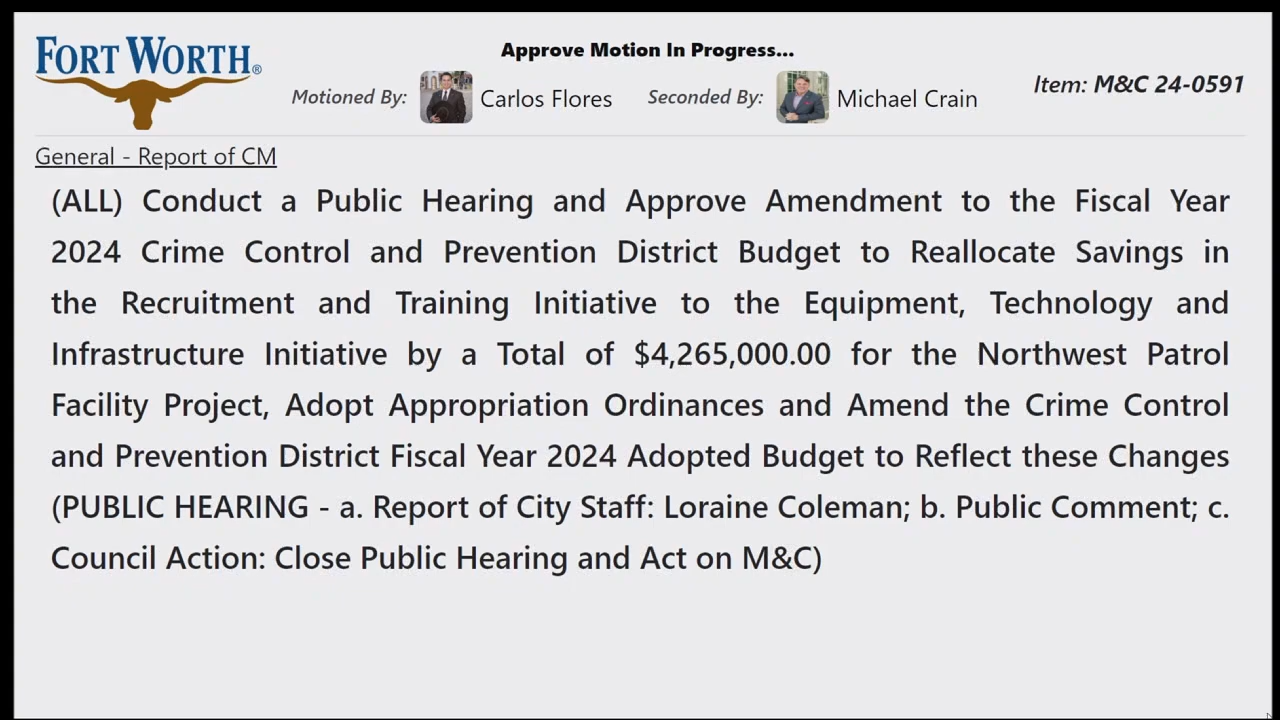 FORT WORTH®
Approve Motion In Progress...
Motioned By: Carlos Flores Seconded By: Michael Crain
Item: M&C 24-0591
General - Report of CM
(ALL) Conduct a Public Hearing and Approve Amendment to the Fiscal Year
2024 Crime Control and Prevention District Budget to Reallocate Savings in
the Recruitment and Training Initiative to the Equipment, Technology and
Infrastructure Initiative by a Total of $4,265,000.00 for the Northwest Patrol
Facility Project, Adopt Appropriation Ordinances and Amend the Crime Control
and Prevention District Fiscal Year 2024 Adopted Budget to Reflect these Changes
(PUBLIC HEARING - a. Report of City Staff: Loraine Coleman; b. Public Comment; c.
Council Action: Close Public Hearing and Act on M&C)